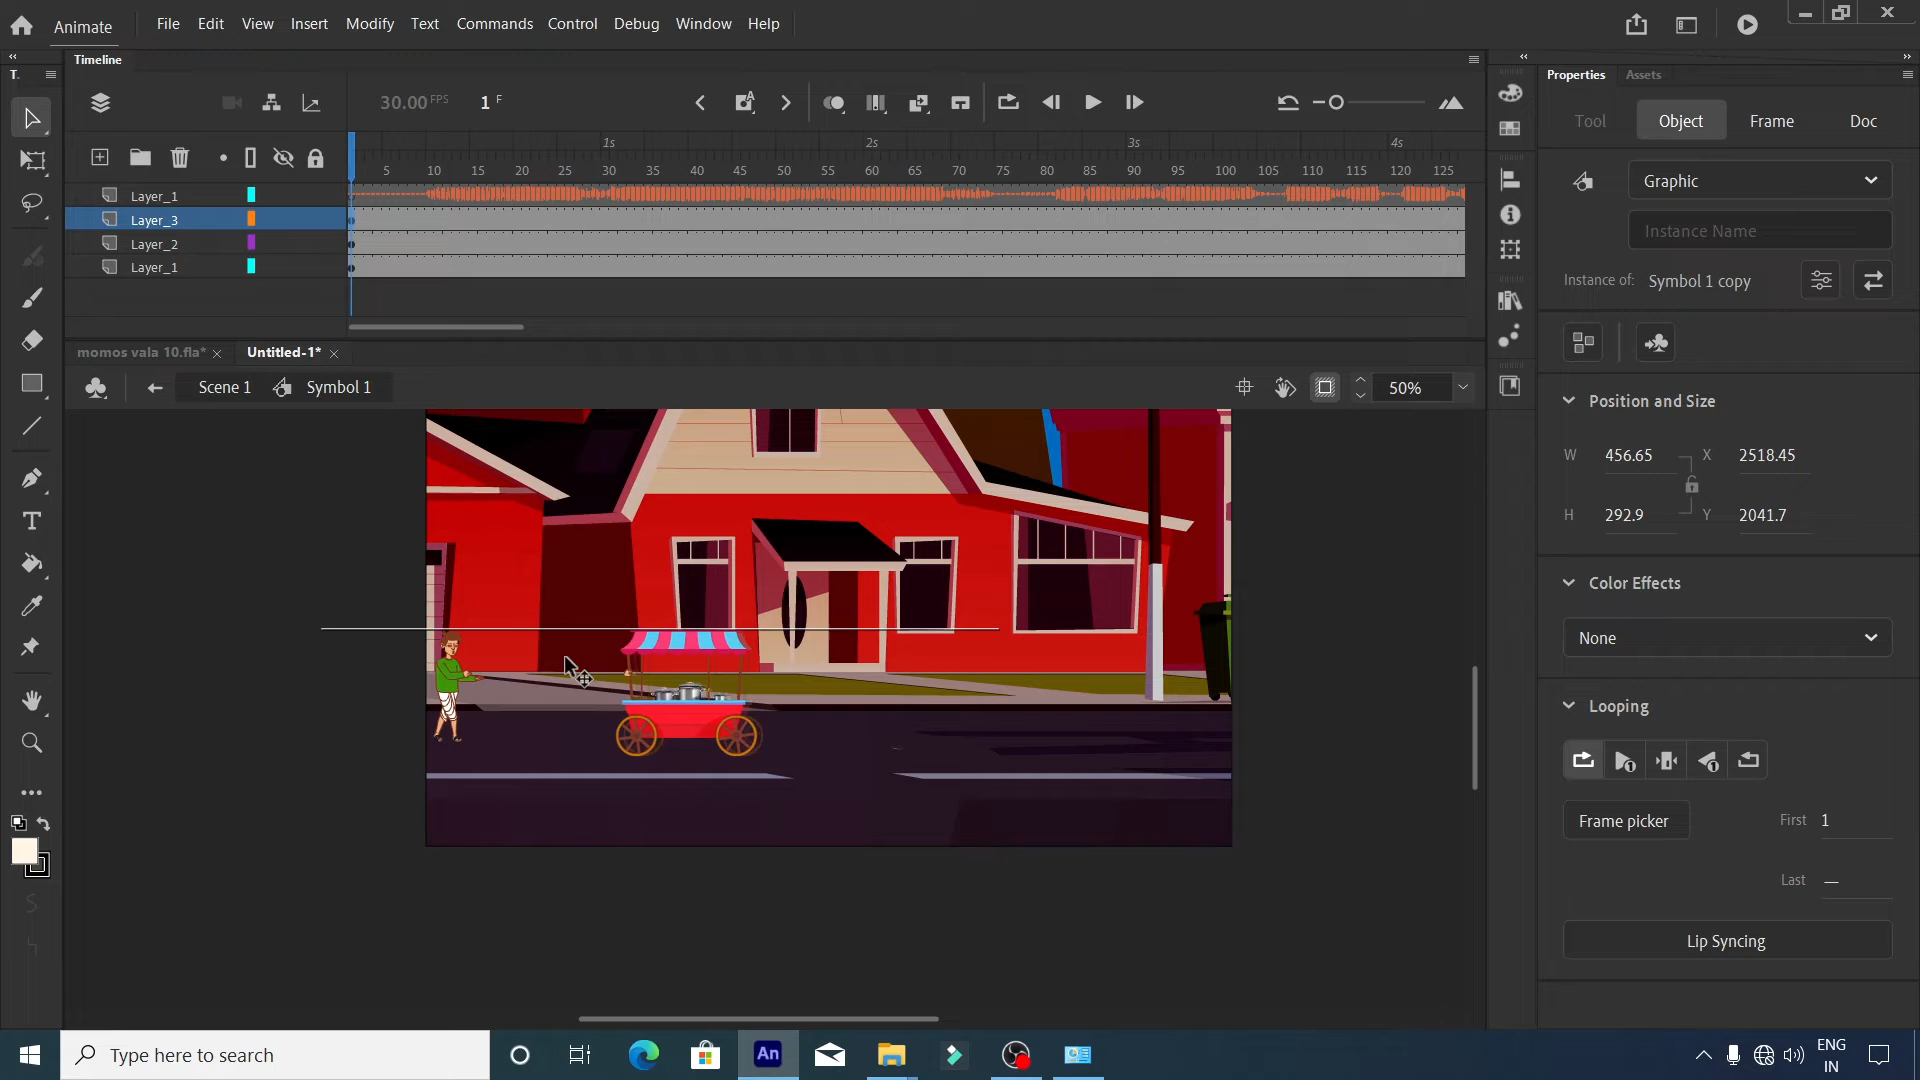 Animate File Edit View Insert Modify Text Commands Control Debug Window Help
Timeline
T.
Properties Assets
30.00 FPS 1 F
Tool Object Frame Doc
1s 2s 3s 4s
5 10 15 20 25 30 35 40 45 50 55 60 65 70 75 80 85 90 95 100 105 110 115 120 125
Layer_1
Layer_3
Layer_2
Layer_1
Graphic
Instance Name
Instance of: Symbol 1 copy
momos vala 10.fla* Untitled-1*
Scene 1 Symbol 1
50%
Position and Size
W 456.65 X 2518.45
H 292.9 Y 2041.7
Color Effects
None
Looping
Frame picker First 1
Last —
Lip Syncing
Type here to search
An
ENG
IN